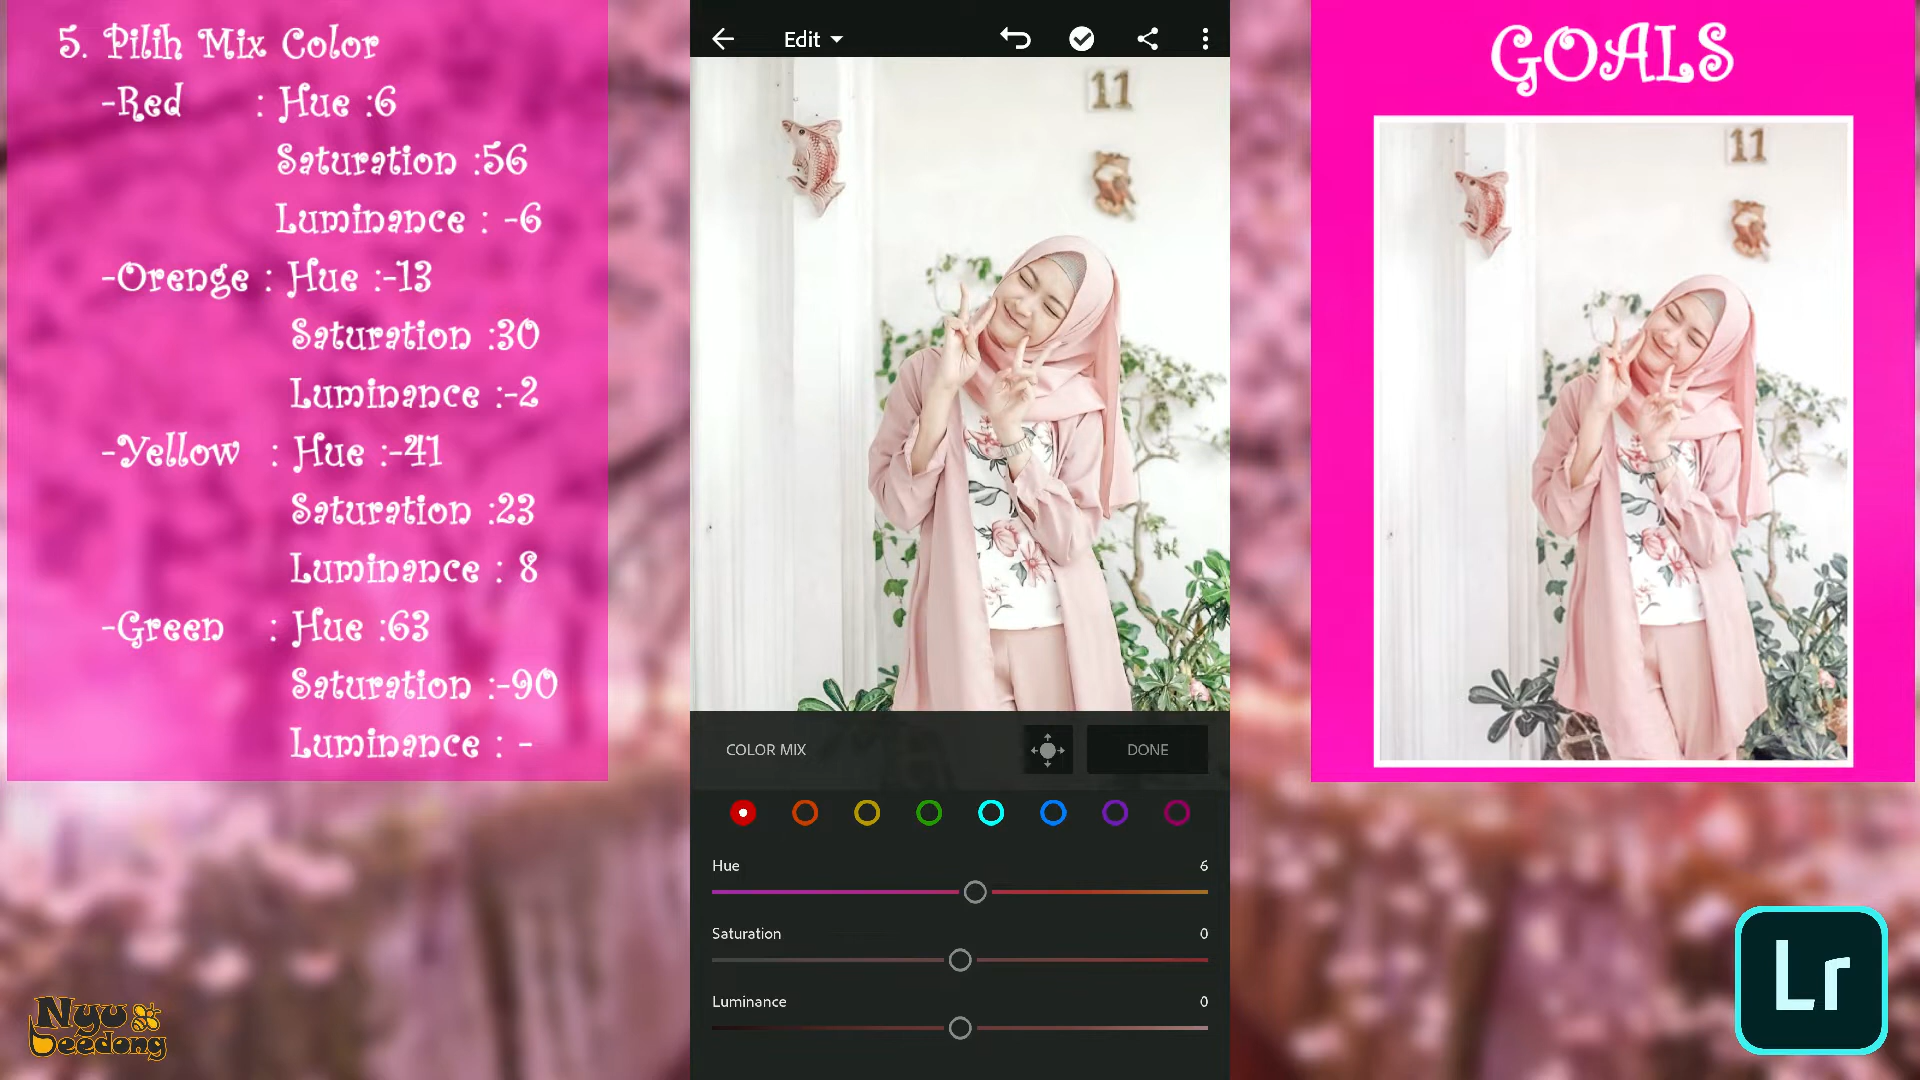 5. Pilih Mix Color
-Red : Hue :6
Saturation :56
Luminance : -6
-Orenge : Hue :-13
Saturation :30
Luminance :-2
-Yellow : Hue :-41
Saturation :23
Luminance : 8
-Green : Hue :63
Saturation :-90
Luminance : -
Nyu
beedong
Edit
11
COLOR MIX DONE
Hue 6
Saturation 0
Luminance 0
GOALS
11
Lr